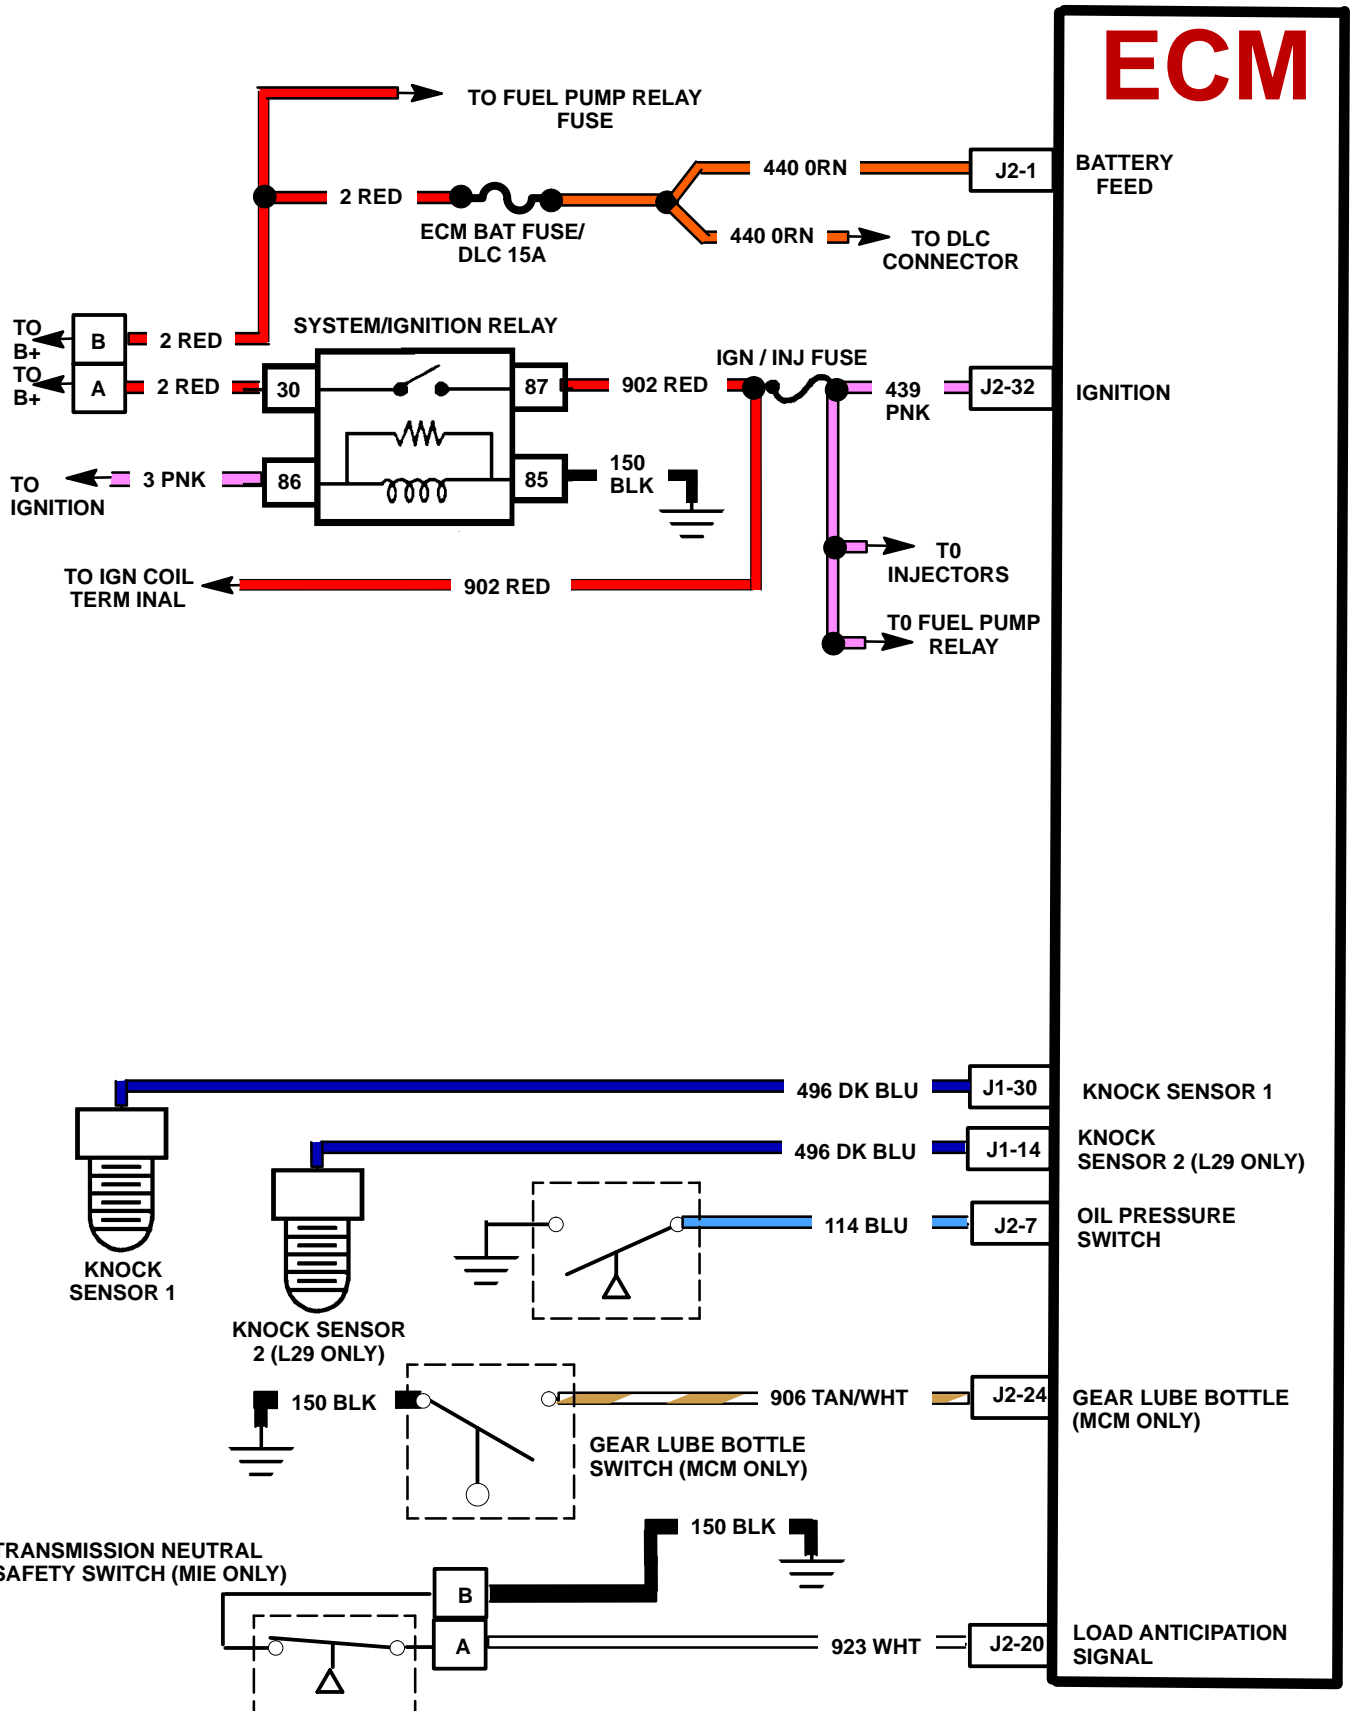 ECM
TO FUEL PUMP RELAY
FUSE
440 0RN
J2-1
BATTERY
FEED
2 RED
ECM BAT FUSE/
DLC 15A
440 0RN
TO DLC
CONNECTOR
TO
B+
B
2 RED
TO
B+
A
2 RED
SYSTEM/IGNITION RELAY
30
87
86
85
902 RED
IGN / INJ FUSE
439
PNK
J2-32
IGNITION
TO
IGNITION
3 PNK
150
BLK
TO IGN COIL
TERM INAL
902 RED
T0
INJECTORS
T0 FUEL PUMP
RELAY
496 DK BLU
J1-30
KNOCK SENSOR 1
496 DK BLU
J1-14
KNOCK
SENSOR 2 (L29 ONLY)
114 BLU
J2-7
OIL PRESSURE
SWITCH
KNOCK
SENSOR 1
KNOCK SENSOR
2 (L29 ONLY)
150 BLK
906 TAN/WHT
J2-24
GEAR LUBE BOTTLE
(MCM ONLY)
GEAR LUBE BOTTLE
SWITCH (MCM ONLY)
150 BLK
TRANSMISSION NEUTRAL
SAFETY SWITCH (MIE ONLY)
B
A
923 WHT
J2-20
LOAD ANTICIPATION
SIGNAL